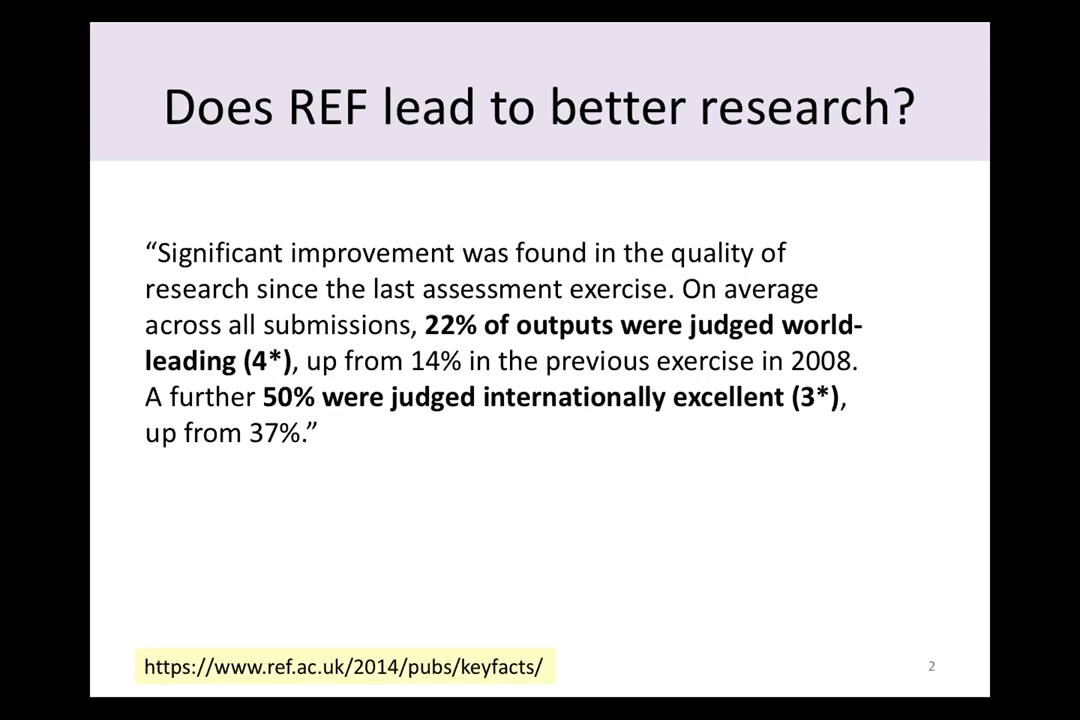 Does REF lead to better research?
“Significant improvement was found in the quality of
research since the last assessment exercise. On average
across all submissions, 22% of outputs were judged world-
leading (4*), up from 14% in the previous exercise in 2008.
A further 50% were judged internationally excellent (3*),
up from 37%.”
https://www.ref.ac.uk/2014/pubs/keyfacts/
2